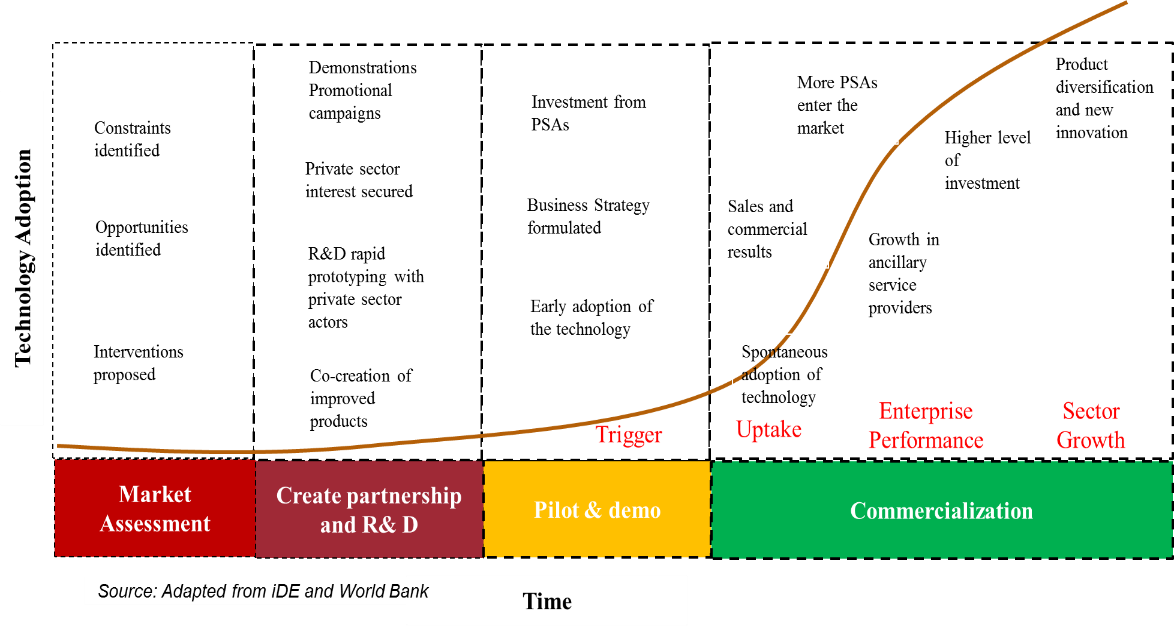 Technology Adoption
Constraints
identified
Opportunities
identified
Interventions
proposed
Demonstrations
Promotional
campaigns
Private sector
interest secured
R&D rapid
prototyping with
private sector
actors
Co-creation of
improved
products
Investment from
PSAs
Business Strategy
formulated
Early adoption of
the technology
Trigger
More PSAs
enter the
market
Sales and
commercial
results
Spontaneous
adoption of
technology
Uptake
Growth in
ancillary
service
providers
Higher level
of
investment
Enterprise
Performance
Product
diversification
and new
innovation
Sector
Growth
Market
Assessment
Create partnership
and R& D
Pilot & demo
Commercialization
Source: Adapted from iDE and World Bank
Time